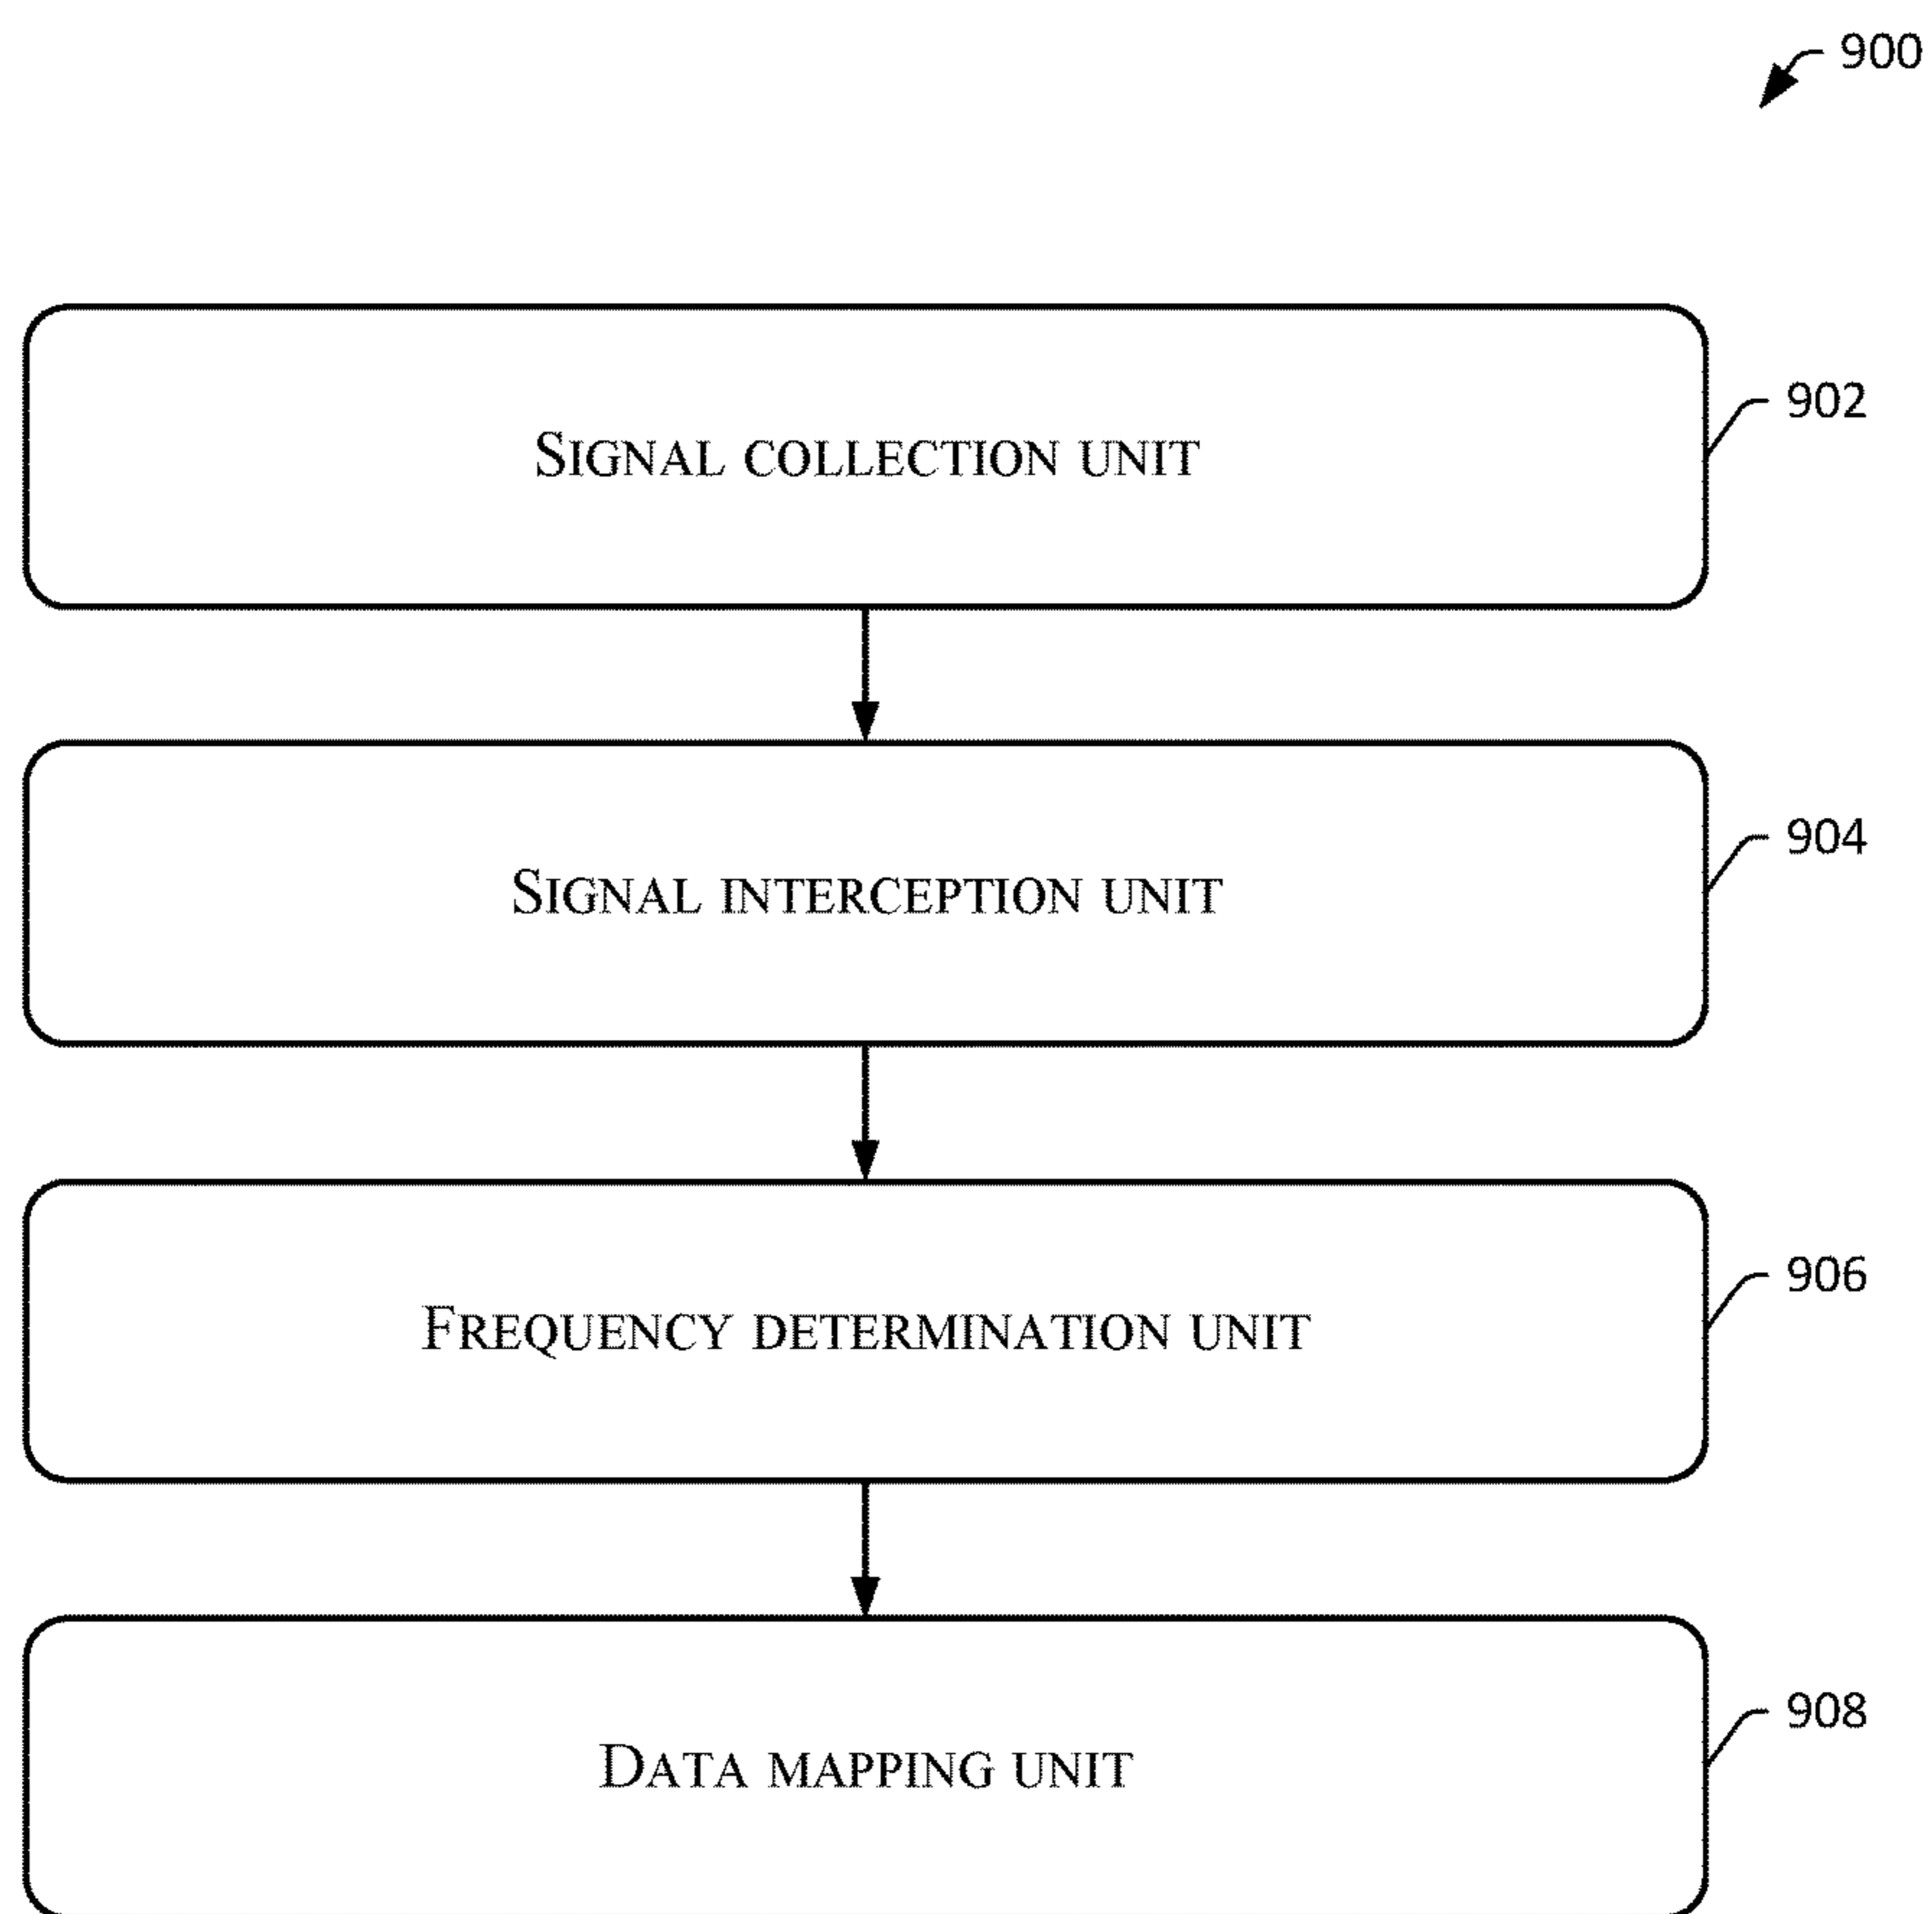 900
SIGNAL COLLECTION UNIT
902
SIGNAL INTERCEPTION UNIT
904
FREQUENCY DETERMINATION UNIT
906
DATA MAPPING UNIT
908